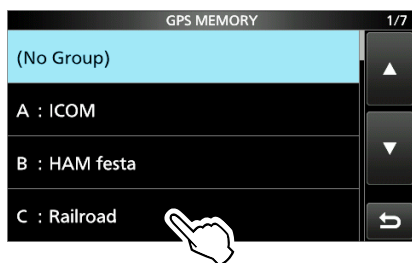 GPS MEMORY 1/7
(No Group)
A : ICOM
B : HAM festa
C : Railroad